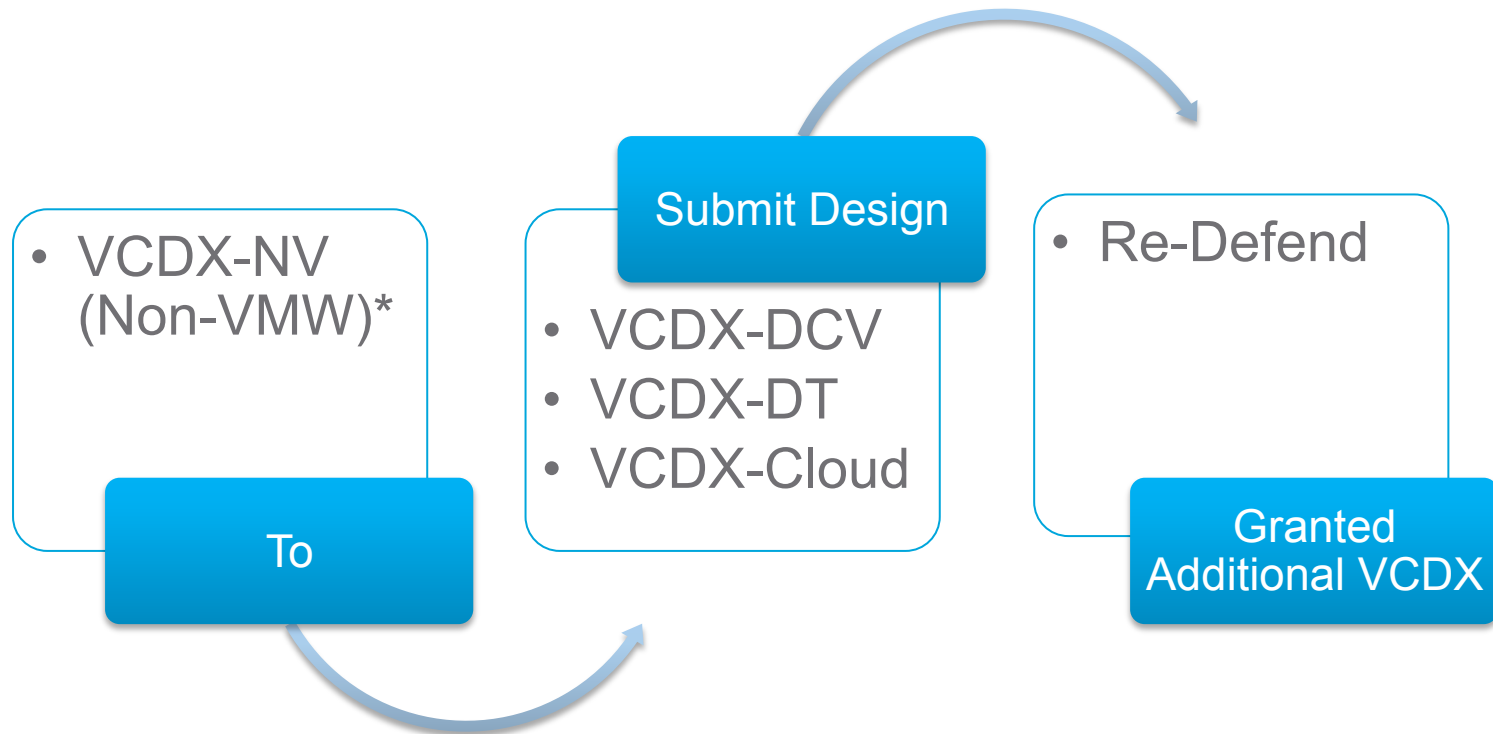 • VCDX-NV
(Non-VMW)*
To
Submit Design
• VCDX-DCV
• VCDX-DT
• VCDX-Cloud
• Re-Defend
Granted
Additional VCDX